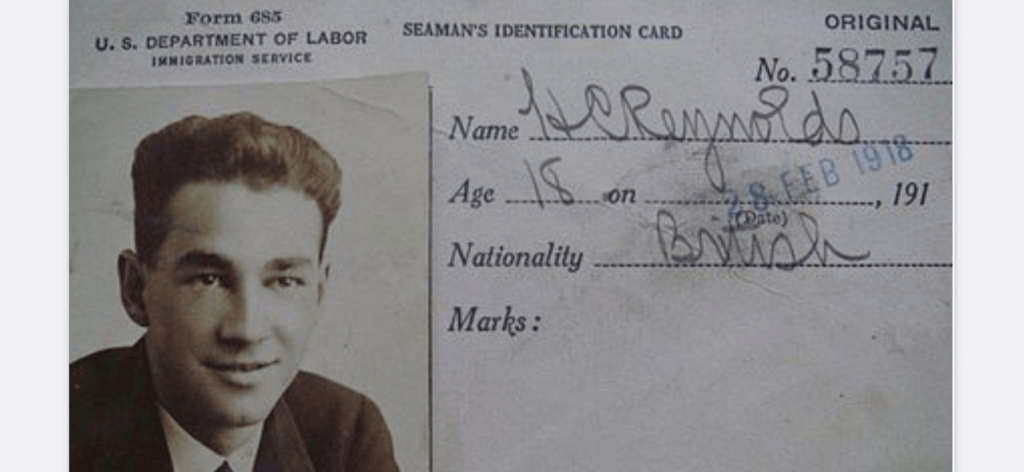 Form 685
U. S. DEPARTMENT OF LABOR
IMMIGRATION SERVICE
SEAMAN'S IDENTIFICATION CARD
ORIGINAL
No. 58757
Name HCReynolds
Age 18 on 28 FEB 1918, 191
(Date)
Nationality British
Marks: